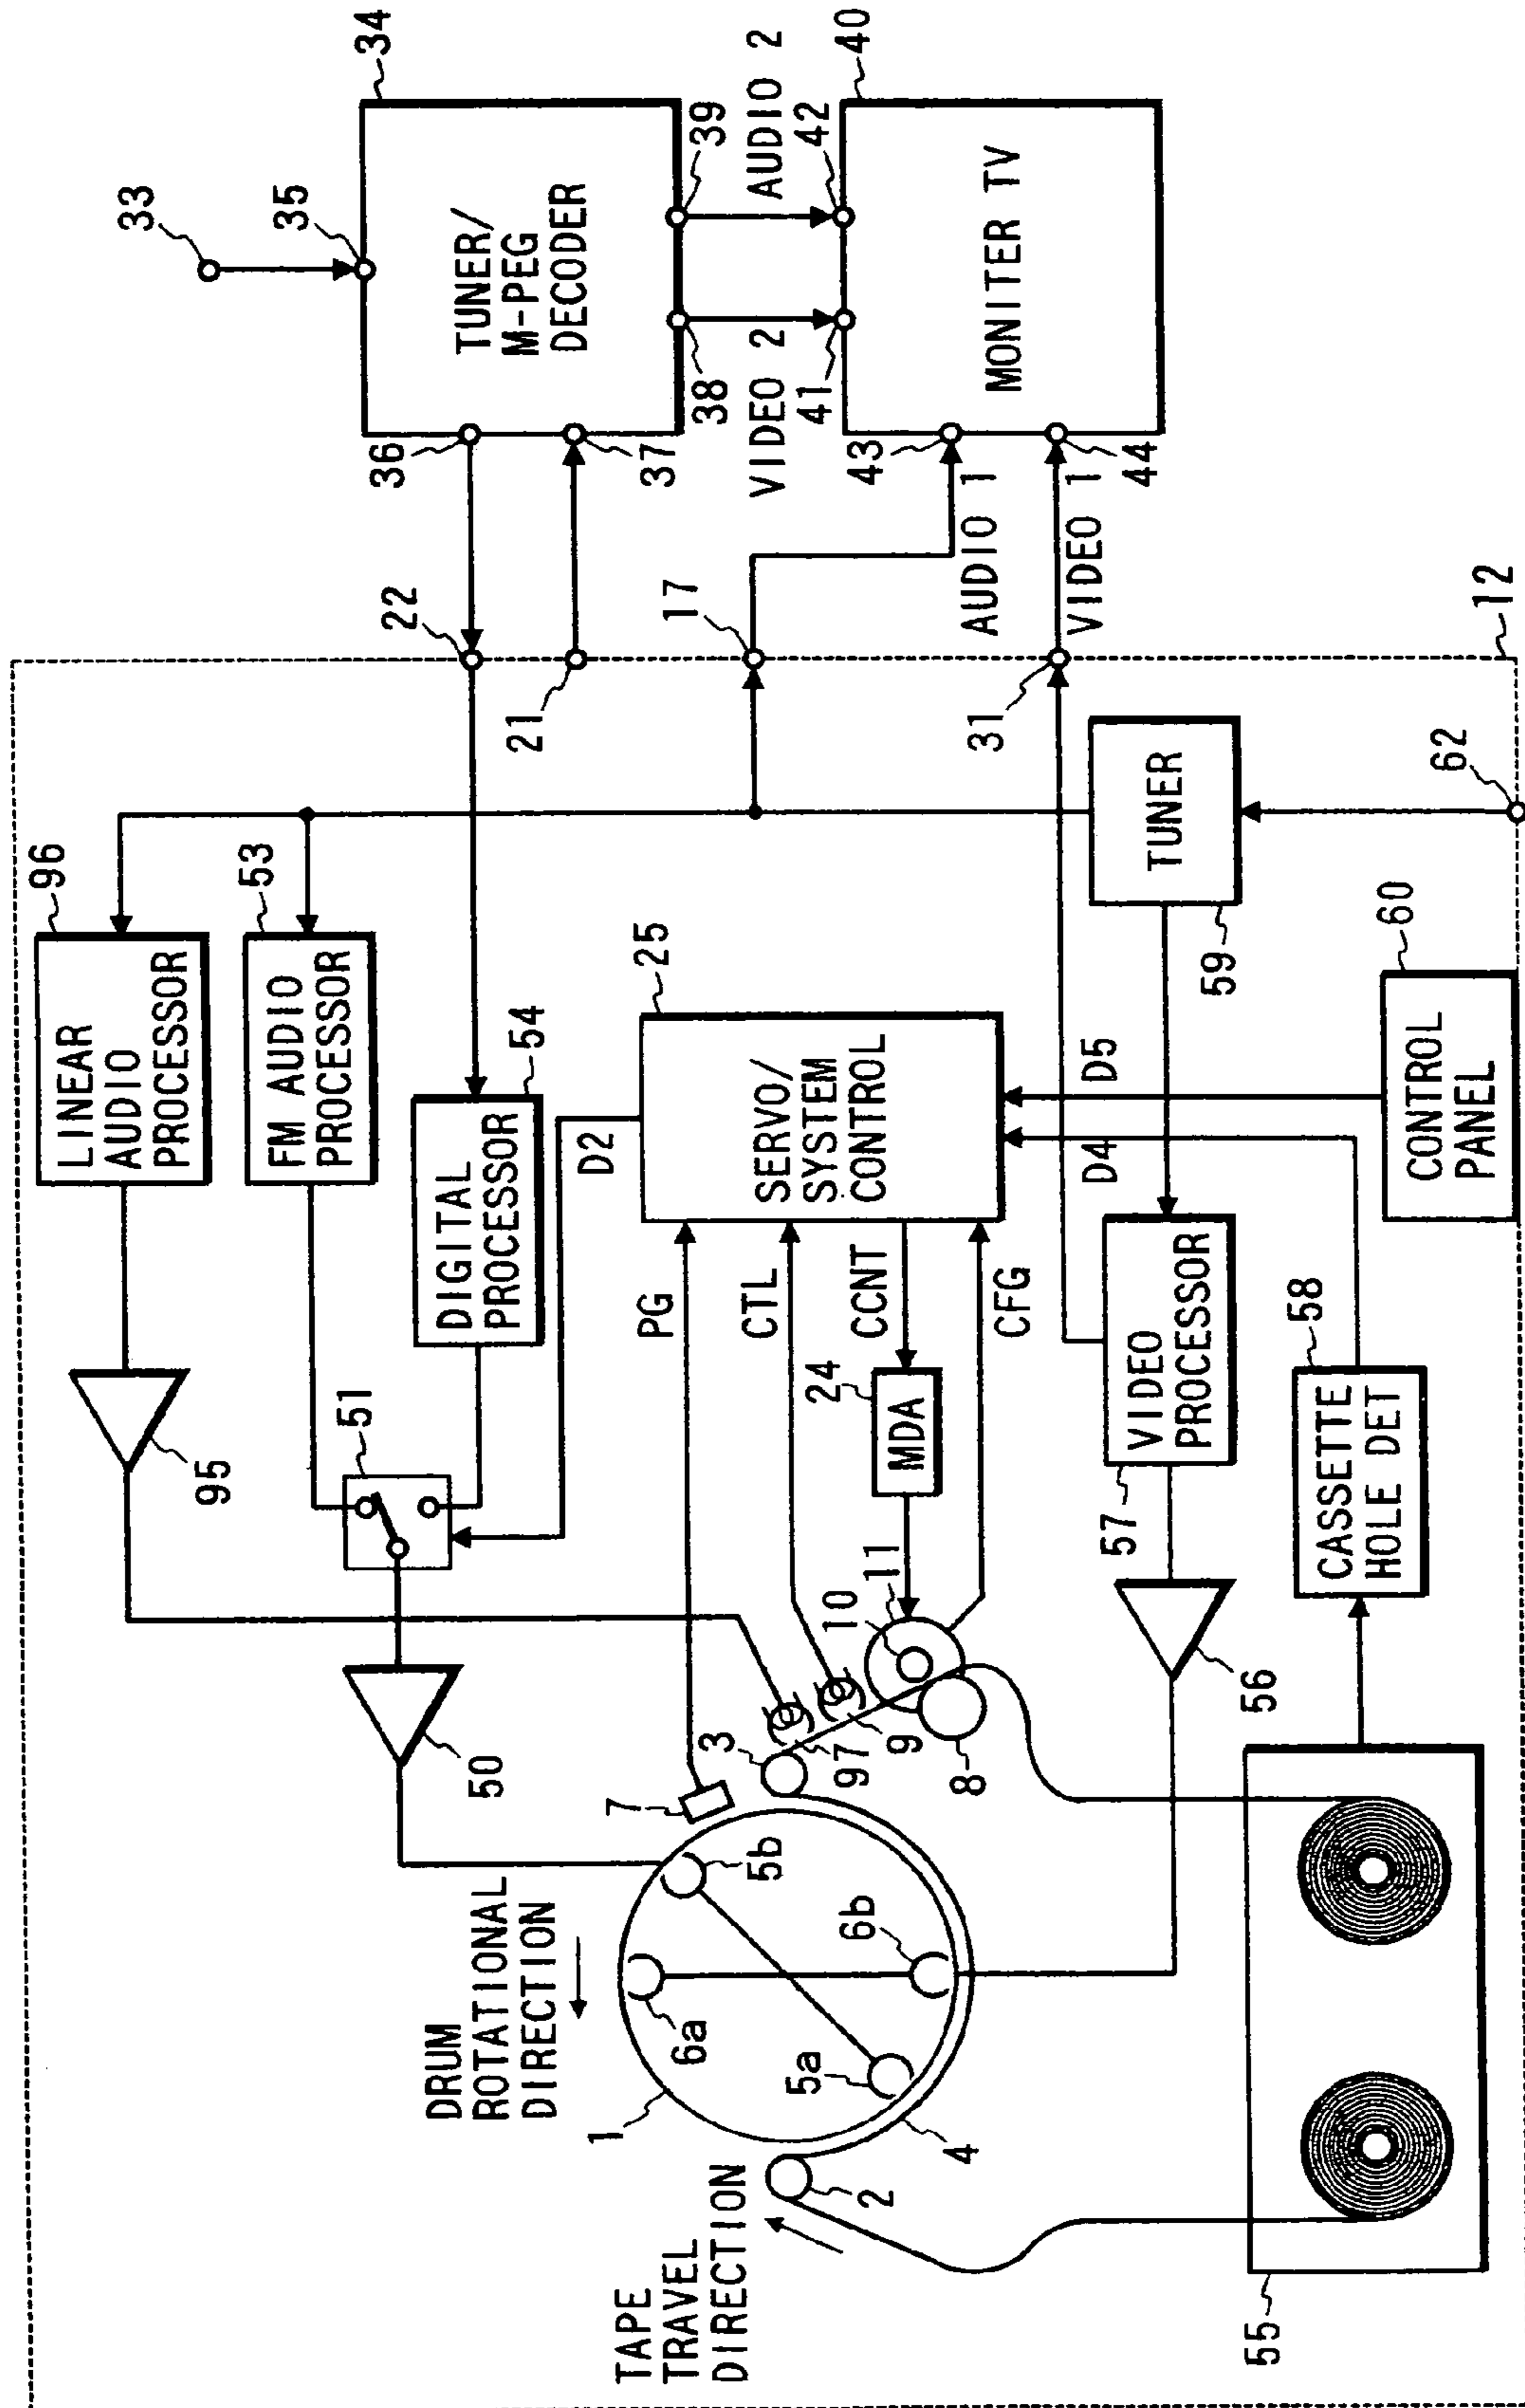 33
34
35
TUNER/
M-PEG
DECODER
36
37
38
39
VIDEO 2
AUDIO 2
40
41
42
MONITER TV
43
44
AUDIO 1
VIDEO 1
22
21
17
31
12
96
LINEAR
AUDIO
PROCESSOR
53
FM AUDIO
PROCESSOR
54
DIGITAL
PROCESSOR
95
51
50
D2
25
SERVO/
SYSTEM
CONTROL
PG
CTL
CCNT
CFG
24
MDA
D4
D5
TUNER
59
62
60
CONTROL
PANEL
57
VIDEO
PROCESSOR
56
58
CASSETTE
HOLE DET
DRUM
ROTATIONAL
DIRECTION
1
6a
5b
5a
6b
7
3
97
9
10
11
8
4
2
TAPE
TRAVEL
DIRECTION
55